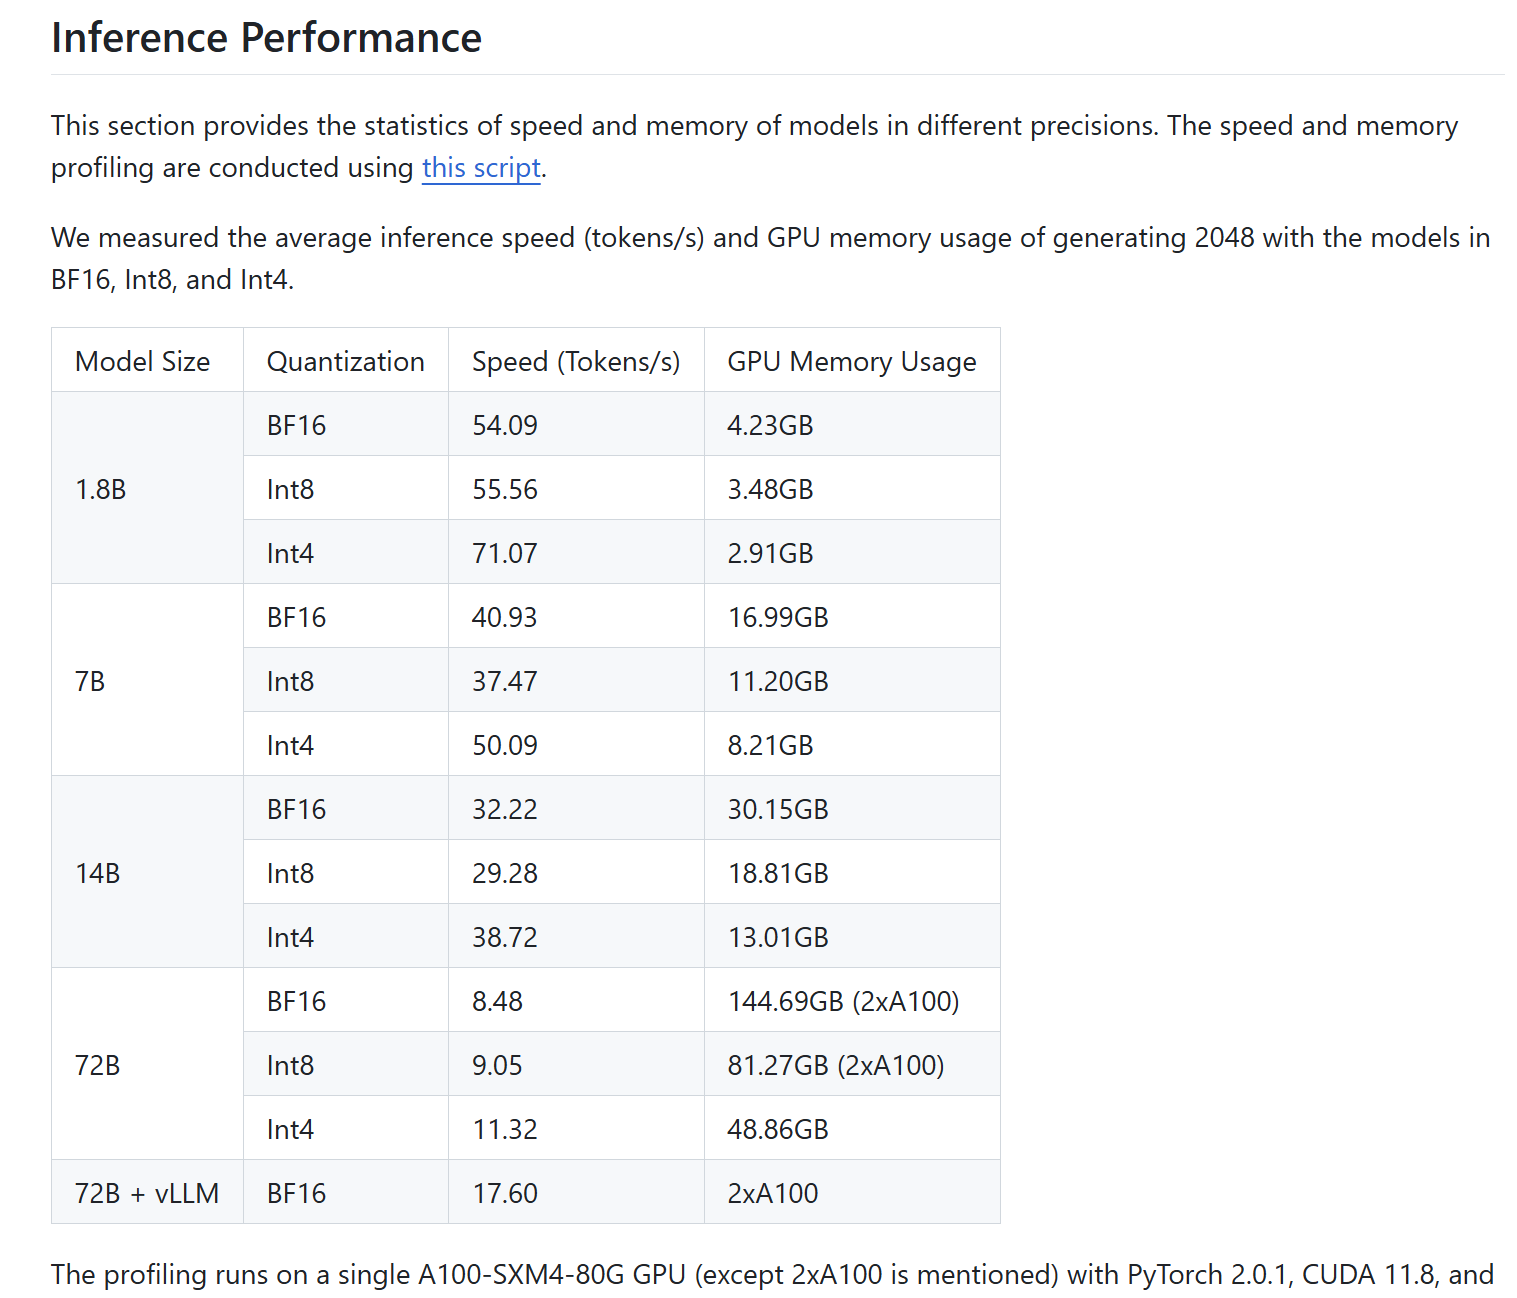 Inference Performance
This section provides the statistics of speed and memory of models in different precisions. The speed and memory
profiling are conducted using this script.
We measured the average inference speed (tokens/s) and GPU memory usage of generating 2048 with the models in
BF16, Int8, and Int4.
Model Size Quantization Speed (Tokens/s) GPU Memory Usage
1.8B BF16 54.09 4.23GB
Int8 55.56 3.48GB
Int4 71.07 2.91GB
7B BF16 40.93 16.99GB
Int8 37.47 11.20GB
Int4 50.09 8.21GB
14B BF16 32.22 30.15GB
Int8 29.28 18.81GB
Int4 38.72 13.01GB
72B BF16 8.48 144.69GB (2xA100)
Int8 9.05 81.27GB (2xA100)
Int4 11.32 48.86GB
72B + vLLM BF16 17.60 2xA100
The profiling runs on a single A100-SXM4-80G GPU (except 2xA100 is mentioned) with PyTorch 2.0.1, CUDA 11.8, and